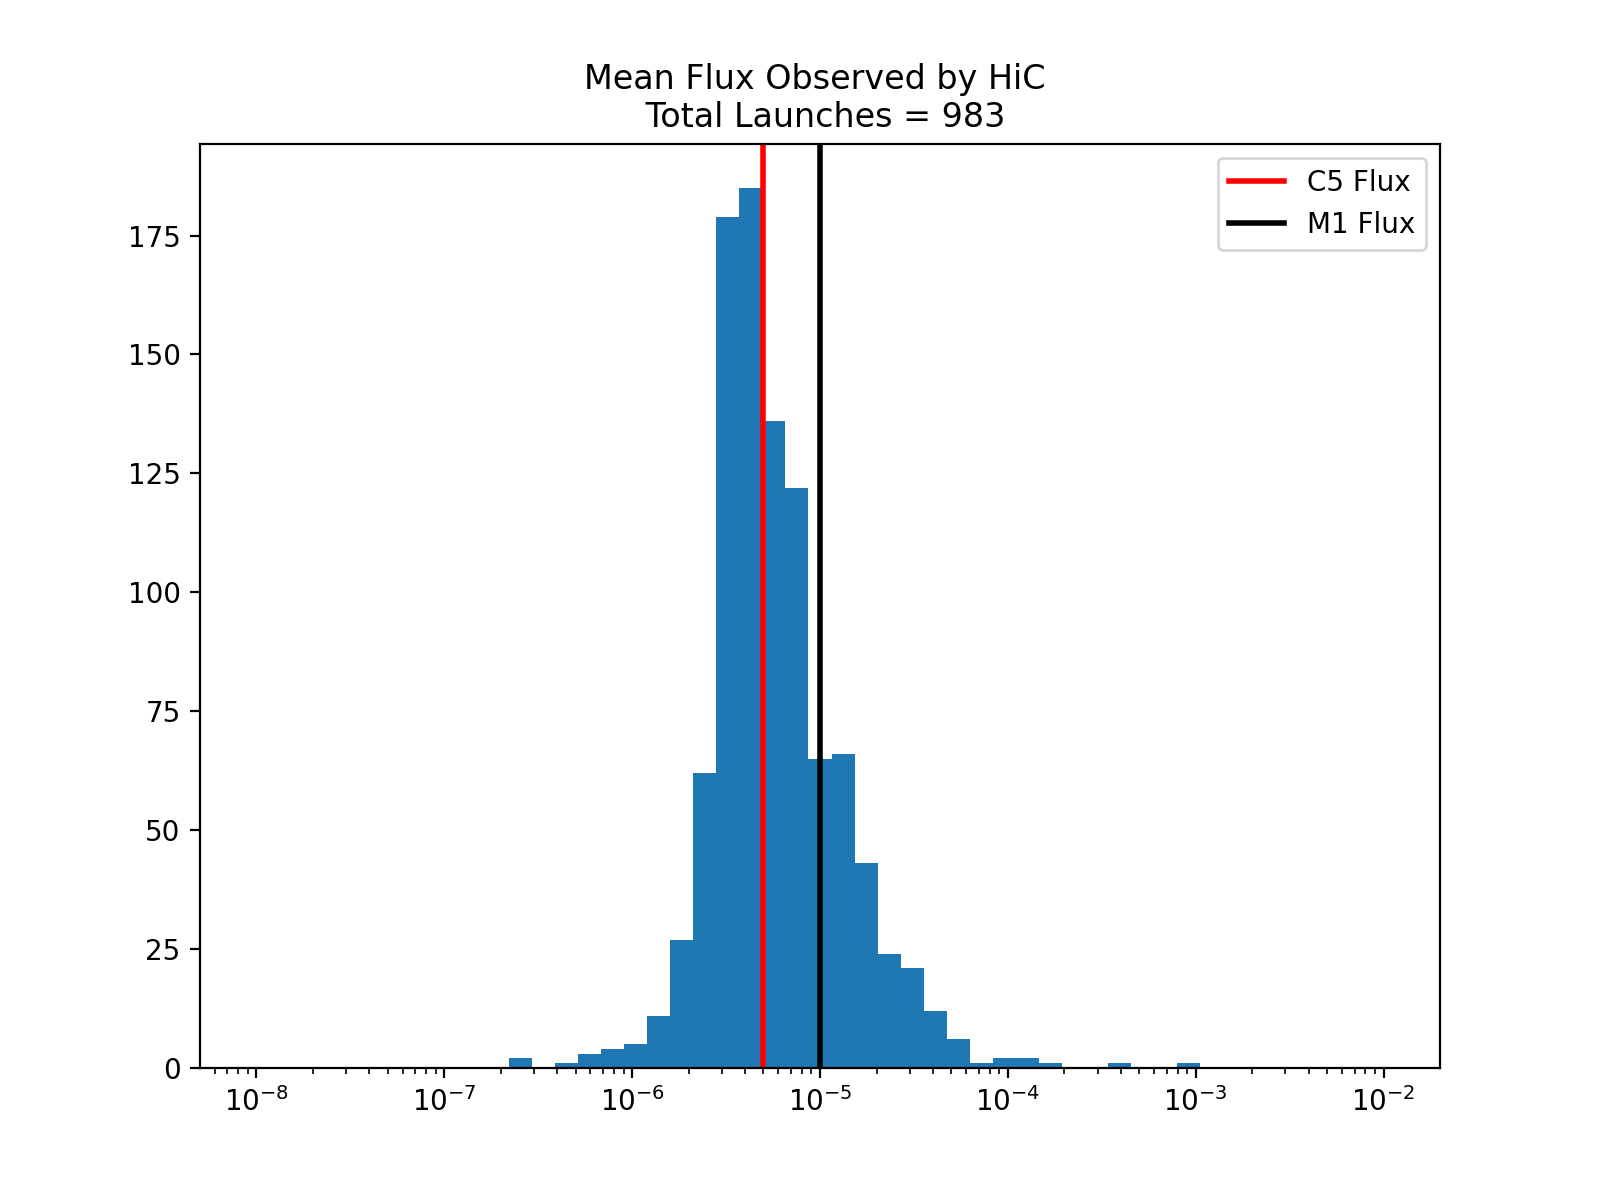 Mean Flux Observed by HiC
Total Launches = 983
C5 Flux
M1 Flux
175
150
125
100
75
50
25
0
10⁻⁸ 10⁻⁷ 10⁻⁶ 10⁻⁵ 10⁻⁴ 10⁻³ 10⁻²